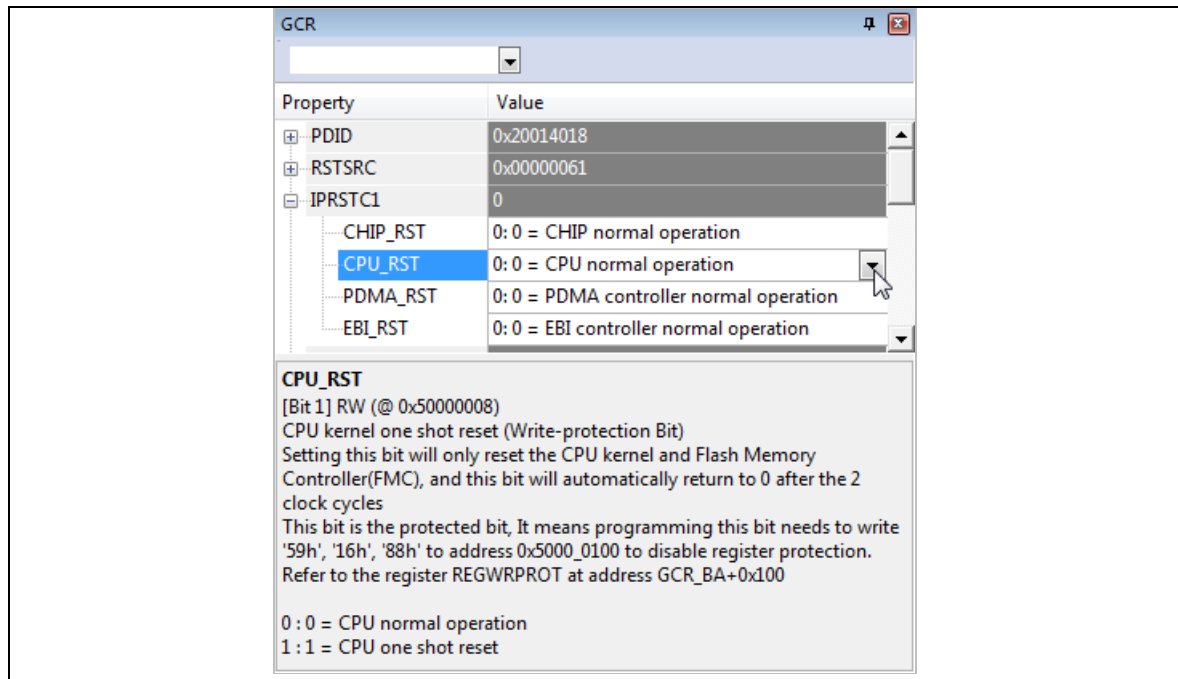 GCR
Property Value
PDID 0x20014018
RSTSRC 0x00000061
IPRSTC1 0
CHIP_RST 0: 0 = CHIP normal operation
CPU_RST 0: 0 = CPU normal operation
PDMA_RST 0: 0 = PDMA controller normal operation
EBI_RST 0: 0 = EBI controller normal operation
CPU_RST
[Bit 1] RW (@ 0x50000008)
CPU kernel one shot reset (Write-protection Bit)
Setting this bit will only reset the CPU kernel and Flash Memory
Controller(FMC), and this bit will automatically return to 0 after the 2
clock cycles
This bit is the protected bit, It means programming this bit needs to write
'59h', '16h', '88h' to address 0x5000_0100 to disable register protection.
Refer to the register REGWRPROT at address GCR_BA+0x100
0 : 0 = CPU normal operation
1 : 1 = CPU one shot reset